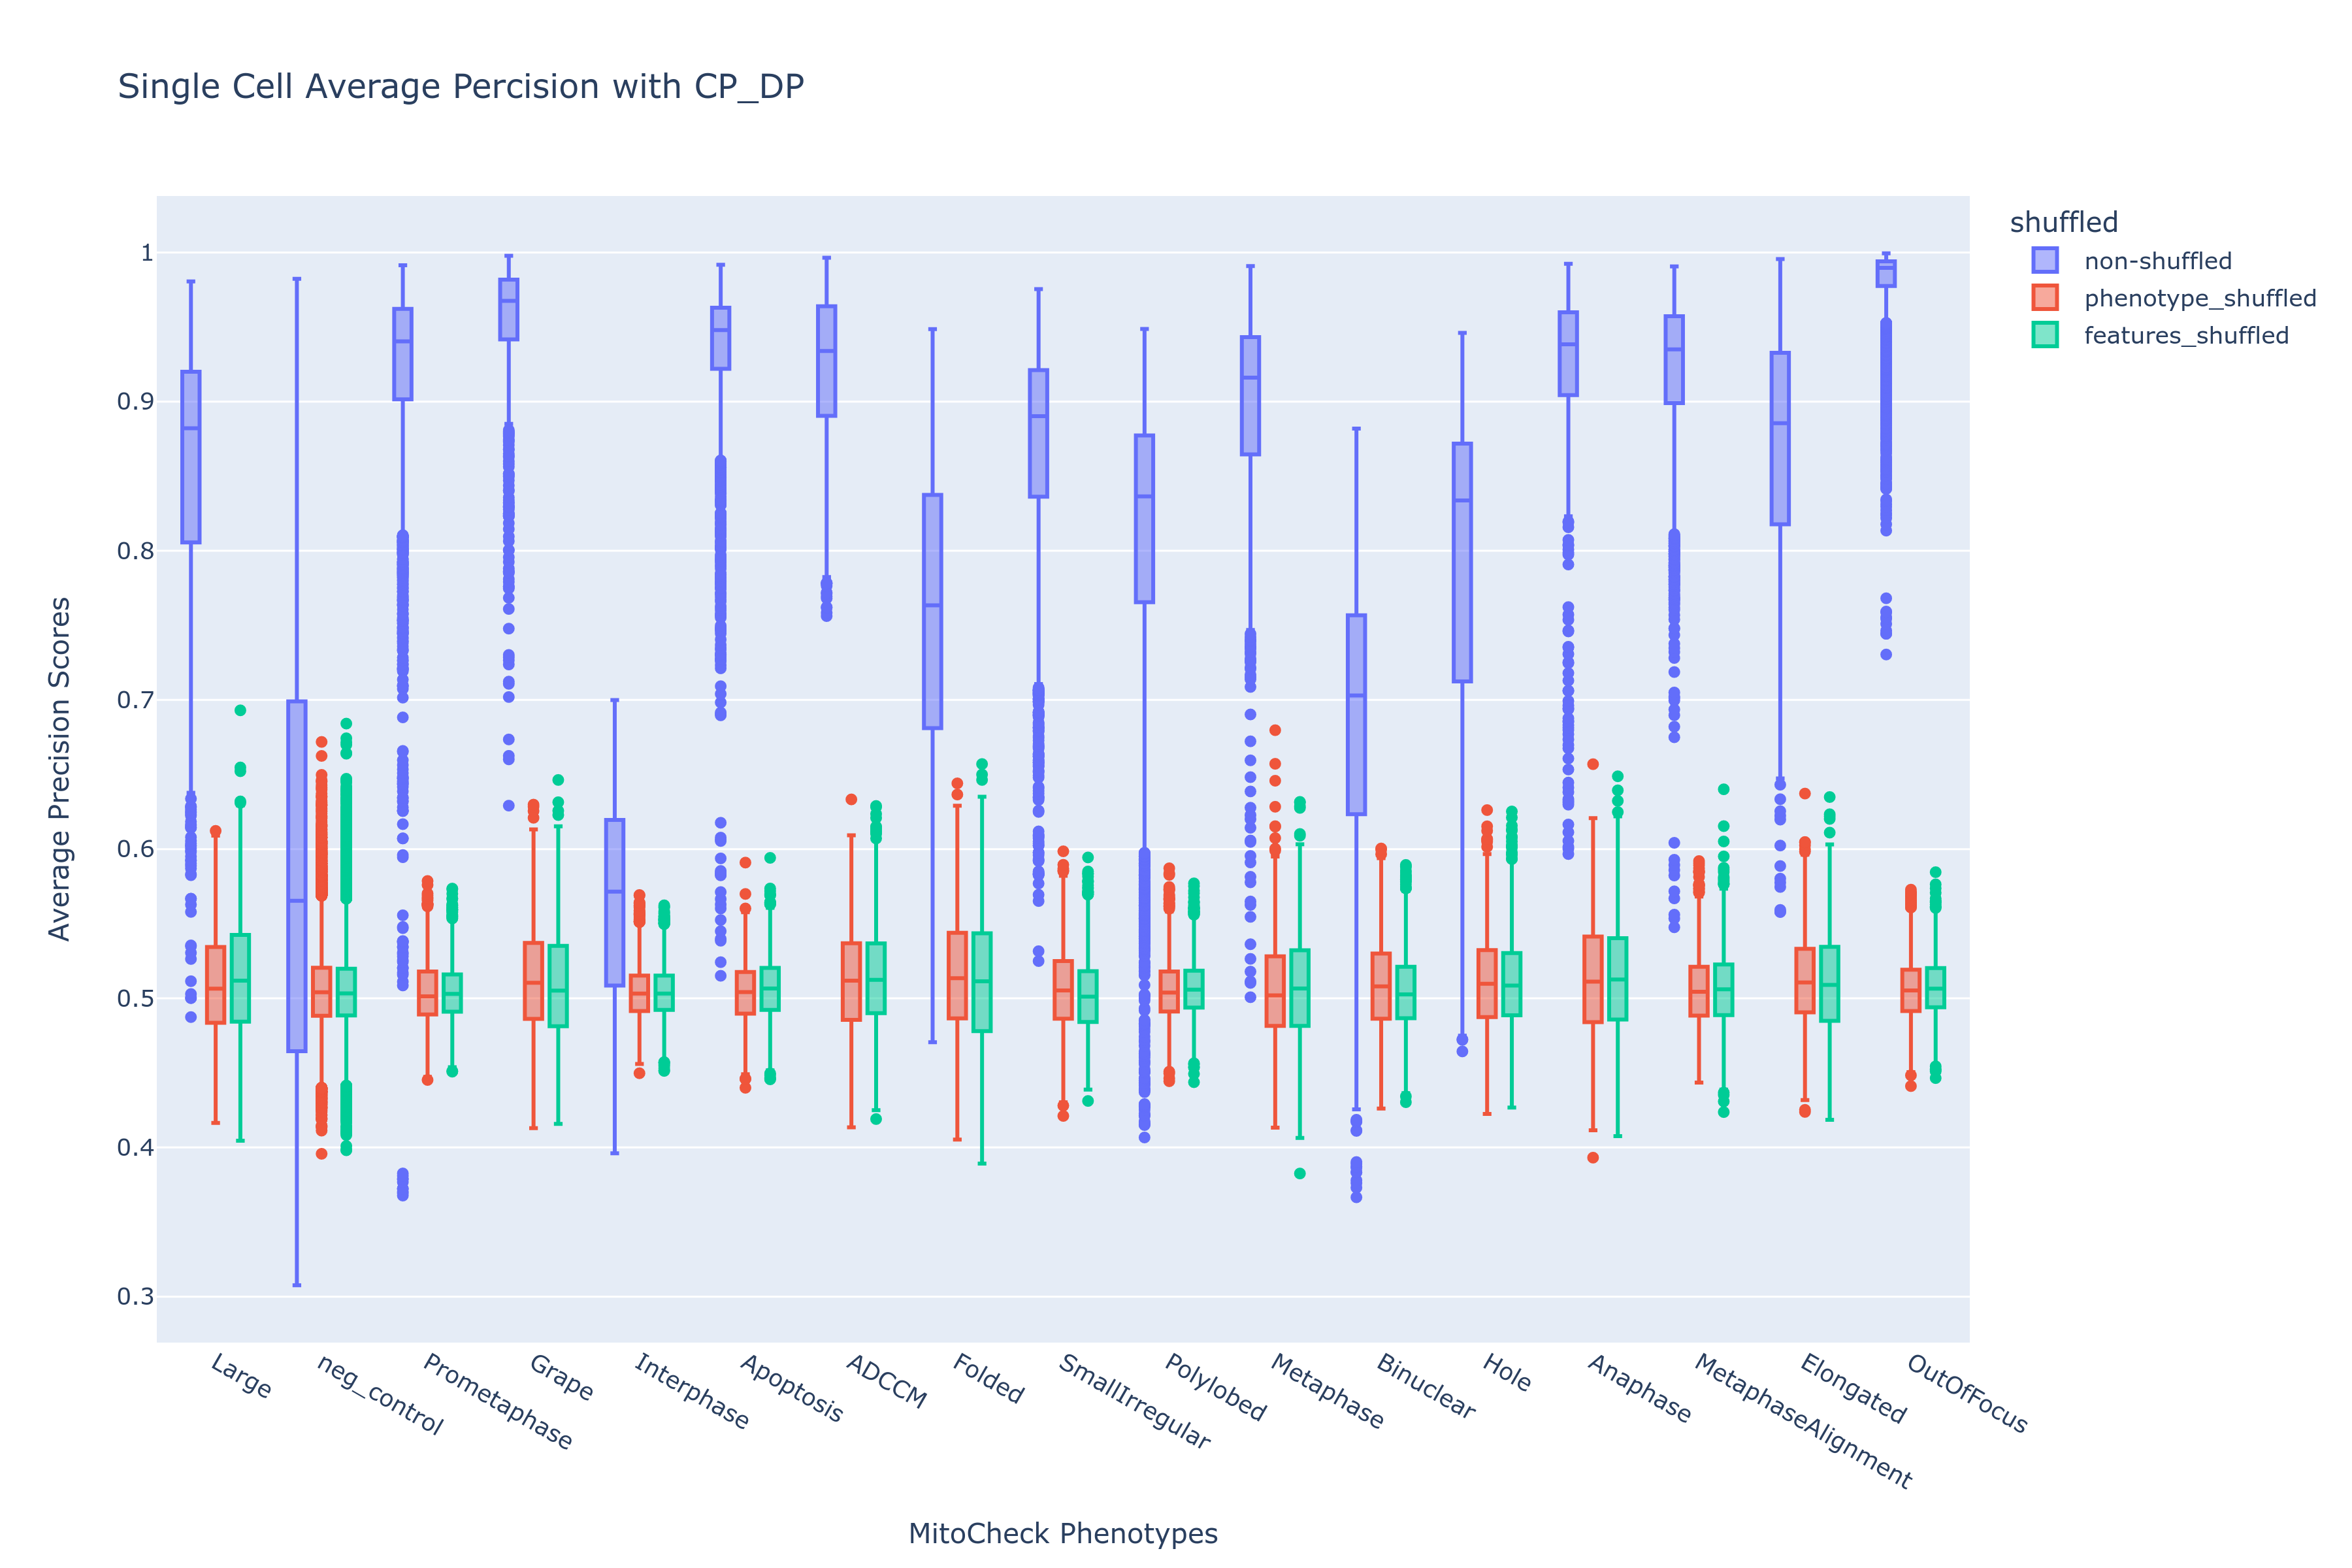 Single Cell Average Percision with CP_DP
shuffled
non-shuffled
phenotype_shuffled
features_shuffled
Average Precision Scores
1
0.9
0.8
0.7
0.6
0.5
0.4
0.3
Large
neg_control
Prometaphase
Grape
Interphase
Apoptosis
ADCCM
Folded
SmallIrregular
Polylobed
Metaphase
Binuclear
Hole
Anaphase
MetaphaseAlignment
Elongated
OutOfFocus
MitoCheck Phenotypes